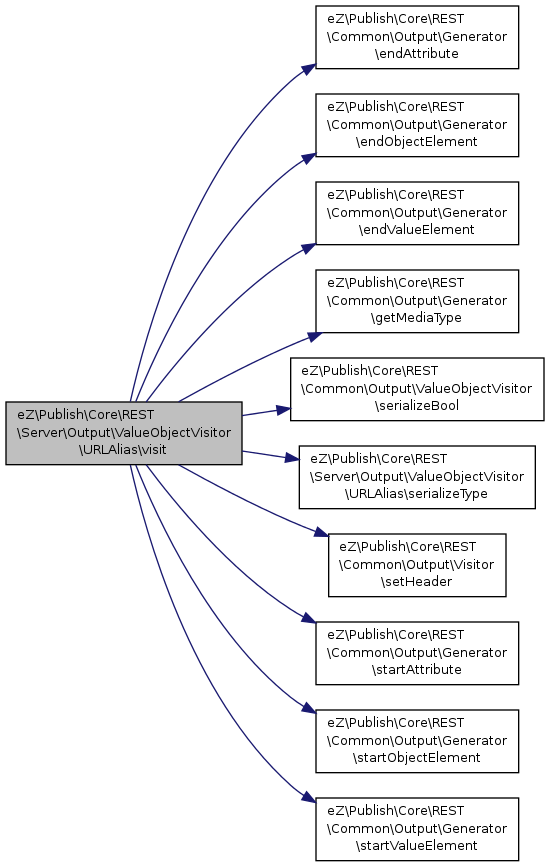 eZ\Publish\Core\REST
\Common\Output\Generator
\endAttribute
eZ\Publish\Core\REST
\Common\Output\Generator
\endObjectElement
eZ\Publish\Core\REST
\Common\Output\Generator
\endValueElement
eZ\Publish\Core\REST
\Common\Output\Generator
\getMediaType
eZ\Publish\Core\REST
\Common\Output\ValueObjectVisitor
\serializeBool
eZ\Publish\Core\REST
\Server\Output\ValueObjectVisitor
\URLAlias\visit
eZ\Publish\Core\REST
\Server\Output\ValueObjectVisitor
\URLAlias\serializeType
eZ\Publish\Core\REST
\Common\Output\Visitor
\setHeader
eZ\Publish\Core\REST
\Common\Output\Generator
\startAttribute
eZ\Publish\Core\REST
\Common\Output\Generator
\startObjectElement
eZ\Publish\Core\REST
\Common\Output\Generator
\startValueElement